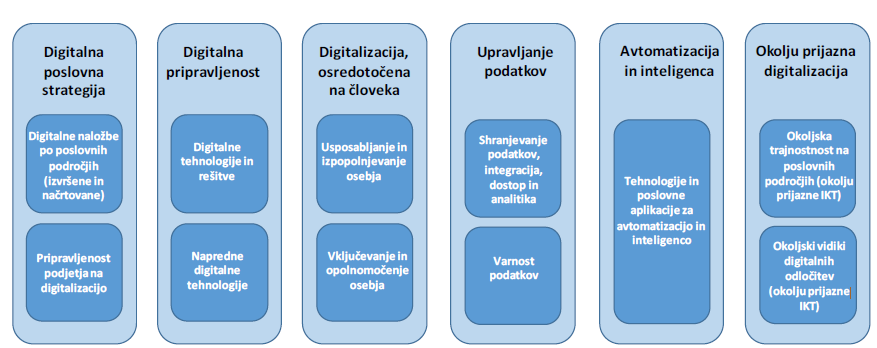 Digitalna
poslovna
strategija
Digitalne naložbe
po poslovnih
področjih
(izvršene in
načrtovane)
Pripravljenost
podjetja na
digitalizacijo
Digitalna
pripravljenost
Digitalne
tehnologije in
rešitve
Napredne
digitalne
tehnologije
Digitalizacija,
osredotočena
na človeka
Usposabljanje in
izpopolnjevanje
osebja
Vključevanje in
opolnomočenje
osebja
Upravljanje
podatkov
Shranjevanje
podatkov,
integracija,
dostop in
analitika
Varnost
podatkov
Avtomatizacija
in inteligenca
Tehnologije in
poslovne
aplikacije za
avtomatizacijo in
inteligenco
Okolju prijazna
digitalizacija
Okoljska
trajnostnost na
poslovnih
področjih (okolju
prijazne IKT)
Okoljski vidiki
digitalnih
odločitev
(okolju prijazne
IKT)